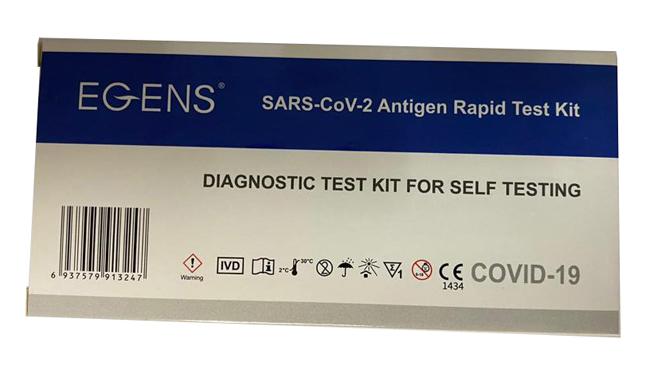 EGENS®
SARS-CoV-2 Antigen Rapid Test Kit
DIAGNOSTIC TEST KIT FOR SELF TESTING
6 937579 913247
Warning
IVD
2°C 30°C
1
CE
1434
COVID-19